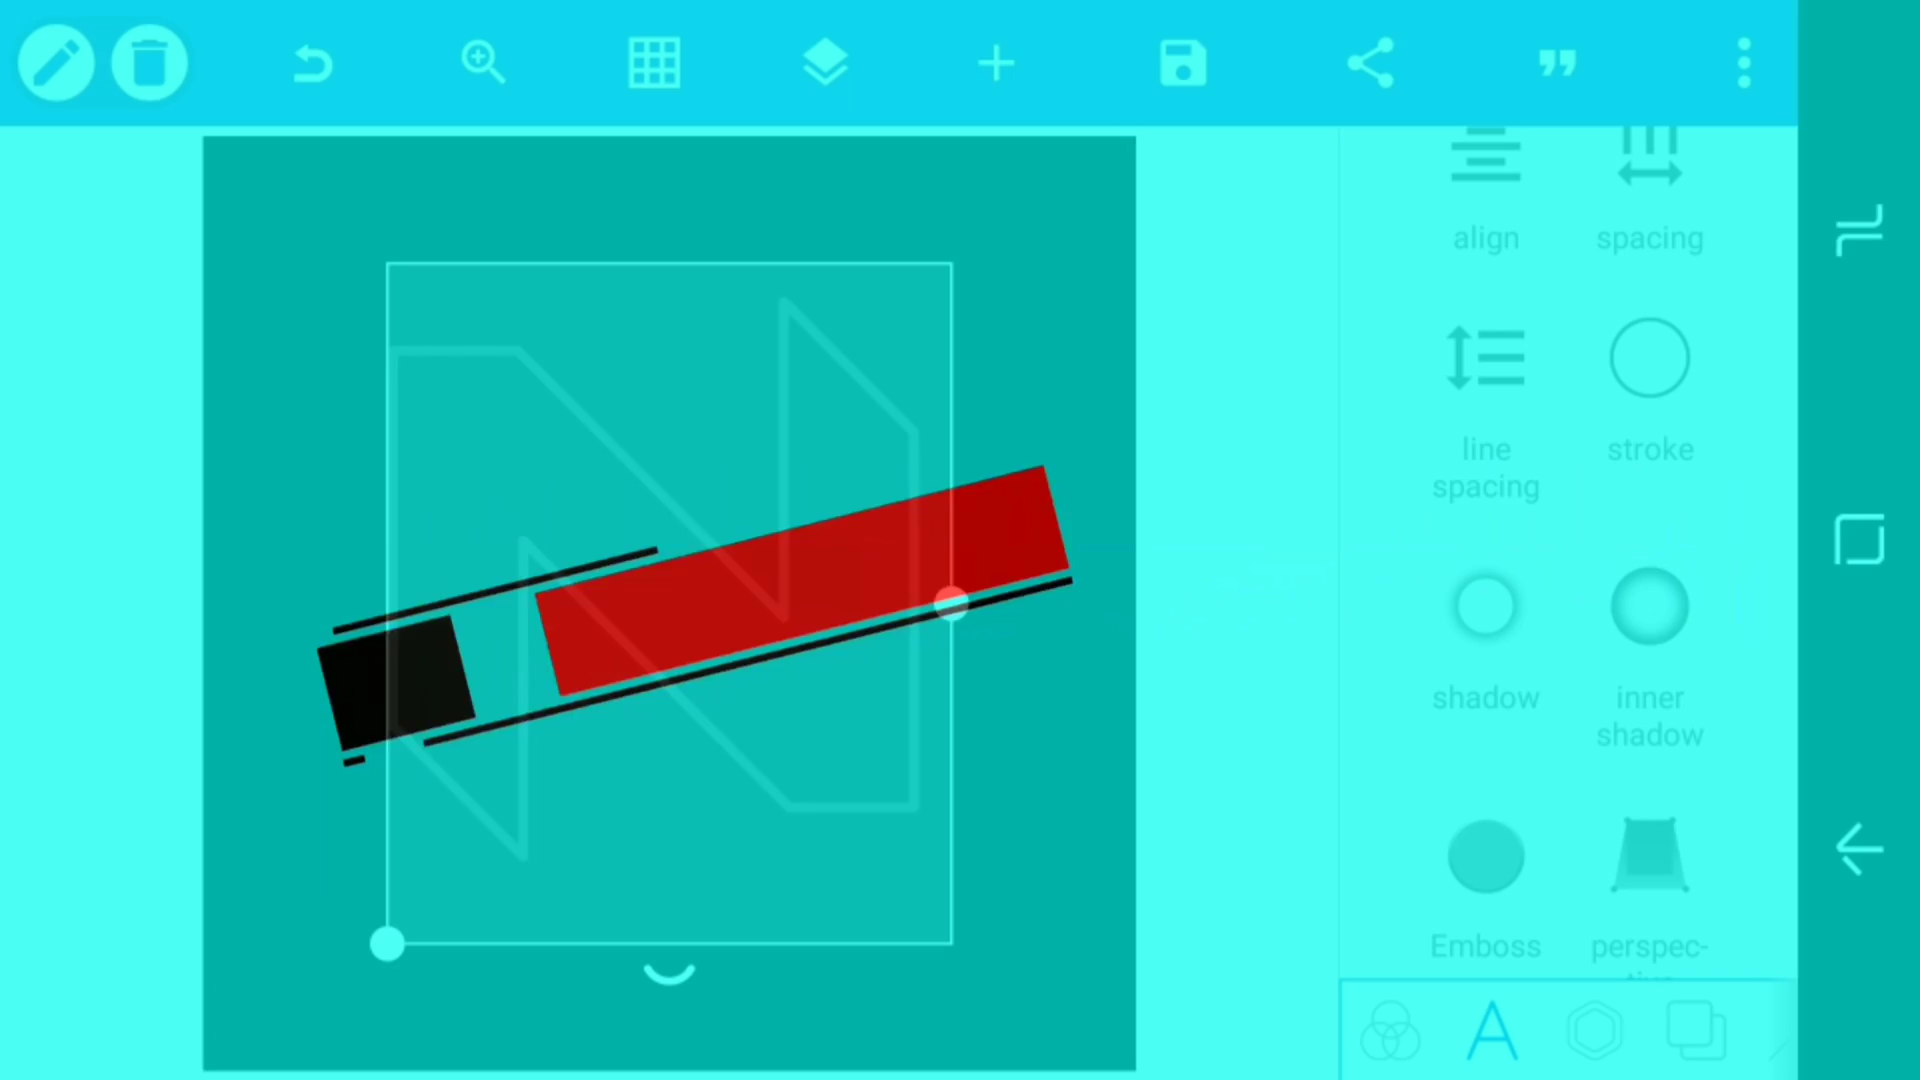 align
spacing
line
spacing
stroke
shadow
inner
shadow
Emboss
perspec-